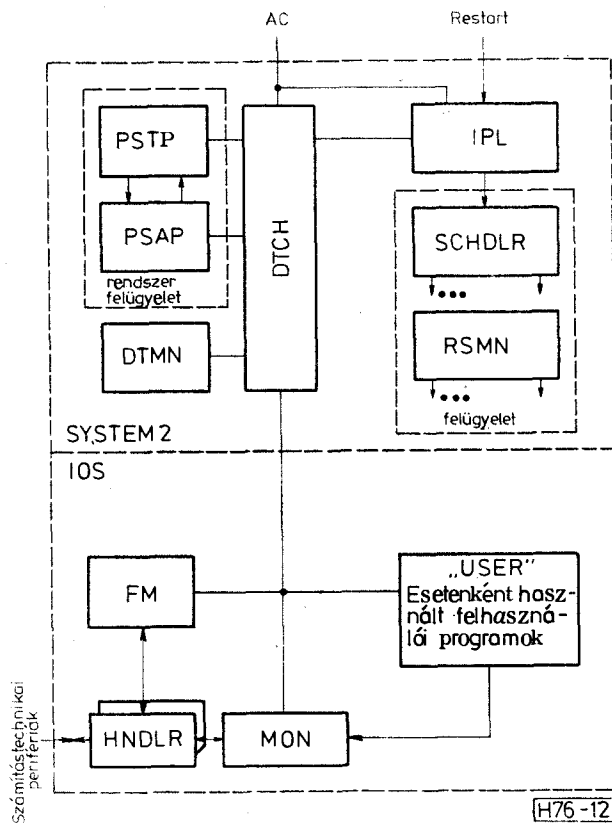 AC
Restart
PSTP
PSAP
rendszer
felügyelet
DTMN
DTCH
IPL
SCHDLR
RSMN
felügyelet
SYSTEM 2
IOS
FM
HNDLR
MON
„USER"
Esetenként hasz-
nált felhaszná-
lói programok
Számítástechnikai
perifériák
H76-12